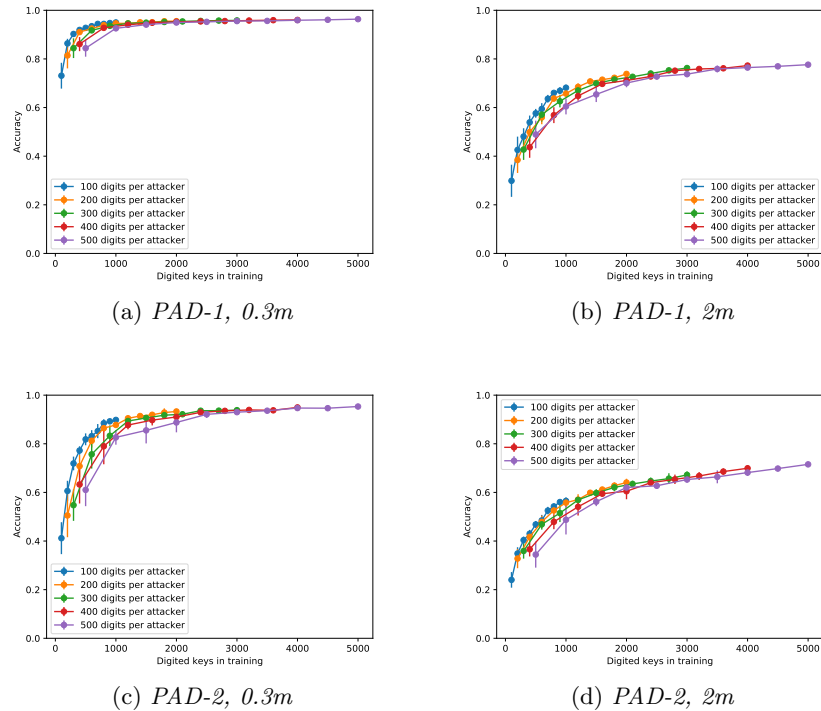 1.0
0.8
0.6
0.4
0.2
0.0
Accuracy
100 digits per attacker
200 digits per attacker
300 digits per attacker
400 digits per attacker
500 digits per attacker
0 1000 2000 3000 4000 5000
Digited keys in training
(a) PAD-1, 0.3m
1.0
0.8
0.6
0.4
0.2
0.0
Accuracy
100 digits per attacker
200 digits per attacker
300 digits per attacker
400 digits per attacker
500 digits per attacker
0 1000 2000 3000 4000 5000
Digited keys in training
(b) PAD-1, 2m
1.0
0.8
0.6
0.4
0.2
0.0
Accuracy
100 digits per attacker
200 digits per attacker
300 digits per attacker
400 digits per attacker
500 digits per attacker
0 1000 2000 3000 4000 5000
Digited keys in training
(c) PAD-2, 0.3m
1.0
0.8
0.6
0.4
0.2
0.0
Accuracy
100 digits per attacker
200 digits per attacker
300 digits per attacker
400 digits per attacker
500 digits per attacker
0 1000 2000 3000 4000 5000
Digited keys in training
(d) PAD-2, 2m